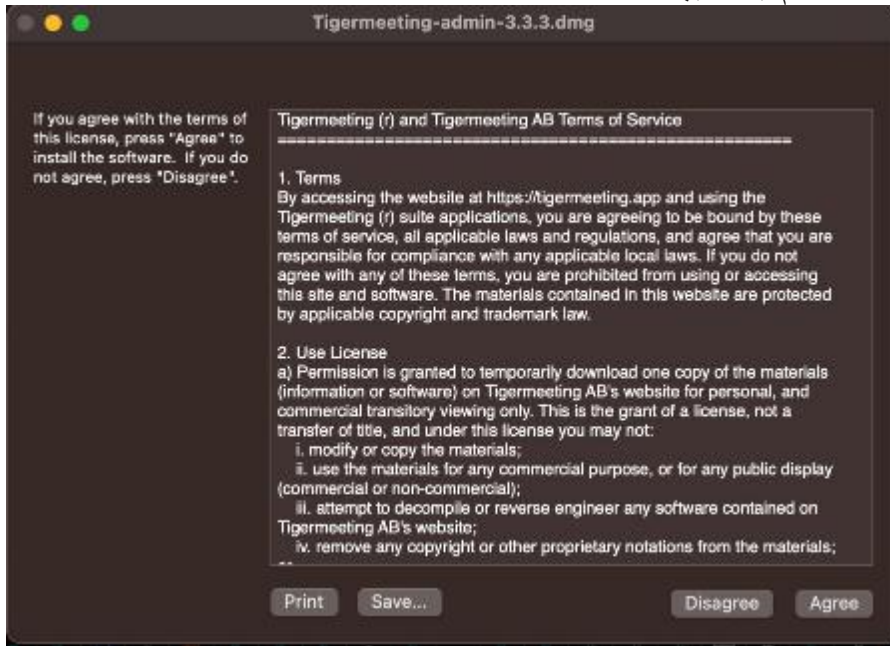 Tigermeeting-admin-3.3.3.dmg
If you agree with the terms of
this license, press "Agree" to
install the software.  If you do
not agree, press "Disagree".
Tigermeeting (r) and Tigermeeting AB Terms of Service
1. Terms
By accessing the website at https://tigermeeting.app and using the
Tigermeeting (r) suite applications, you are agreeing to be bound by these
terms of service, all applicable laws and regulations, and agree that you are
responsible for compliance with any applicable local laws. If you do not
agree with any of these terms, you are prohibited from using or accessing
this site and software. The materials contained in this website are protected
by applicable copyright and trademark law.
2. Use License
a) Permission is granted to temporarily download one copy of the materials
(information or software) on Tigermeeting AB's website for personal, and
commercial transitory viewing only. This is the grant of a license, not a
transfer of title, and under this license you may not:
i. modify or copy the materials;
ii. use the materials for any commercial purpose, or for any public display
(commercial or non-commercial);
iii. attempt to decompile or reverse engineer any software contained on
Tigermeeting AB's website;
iv. remove any copyright or other proprietary notations from the materials;
Print
Save...
Disagree
Agree